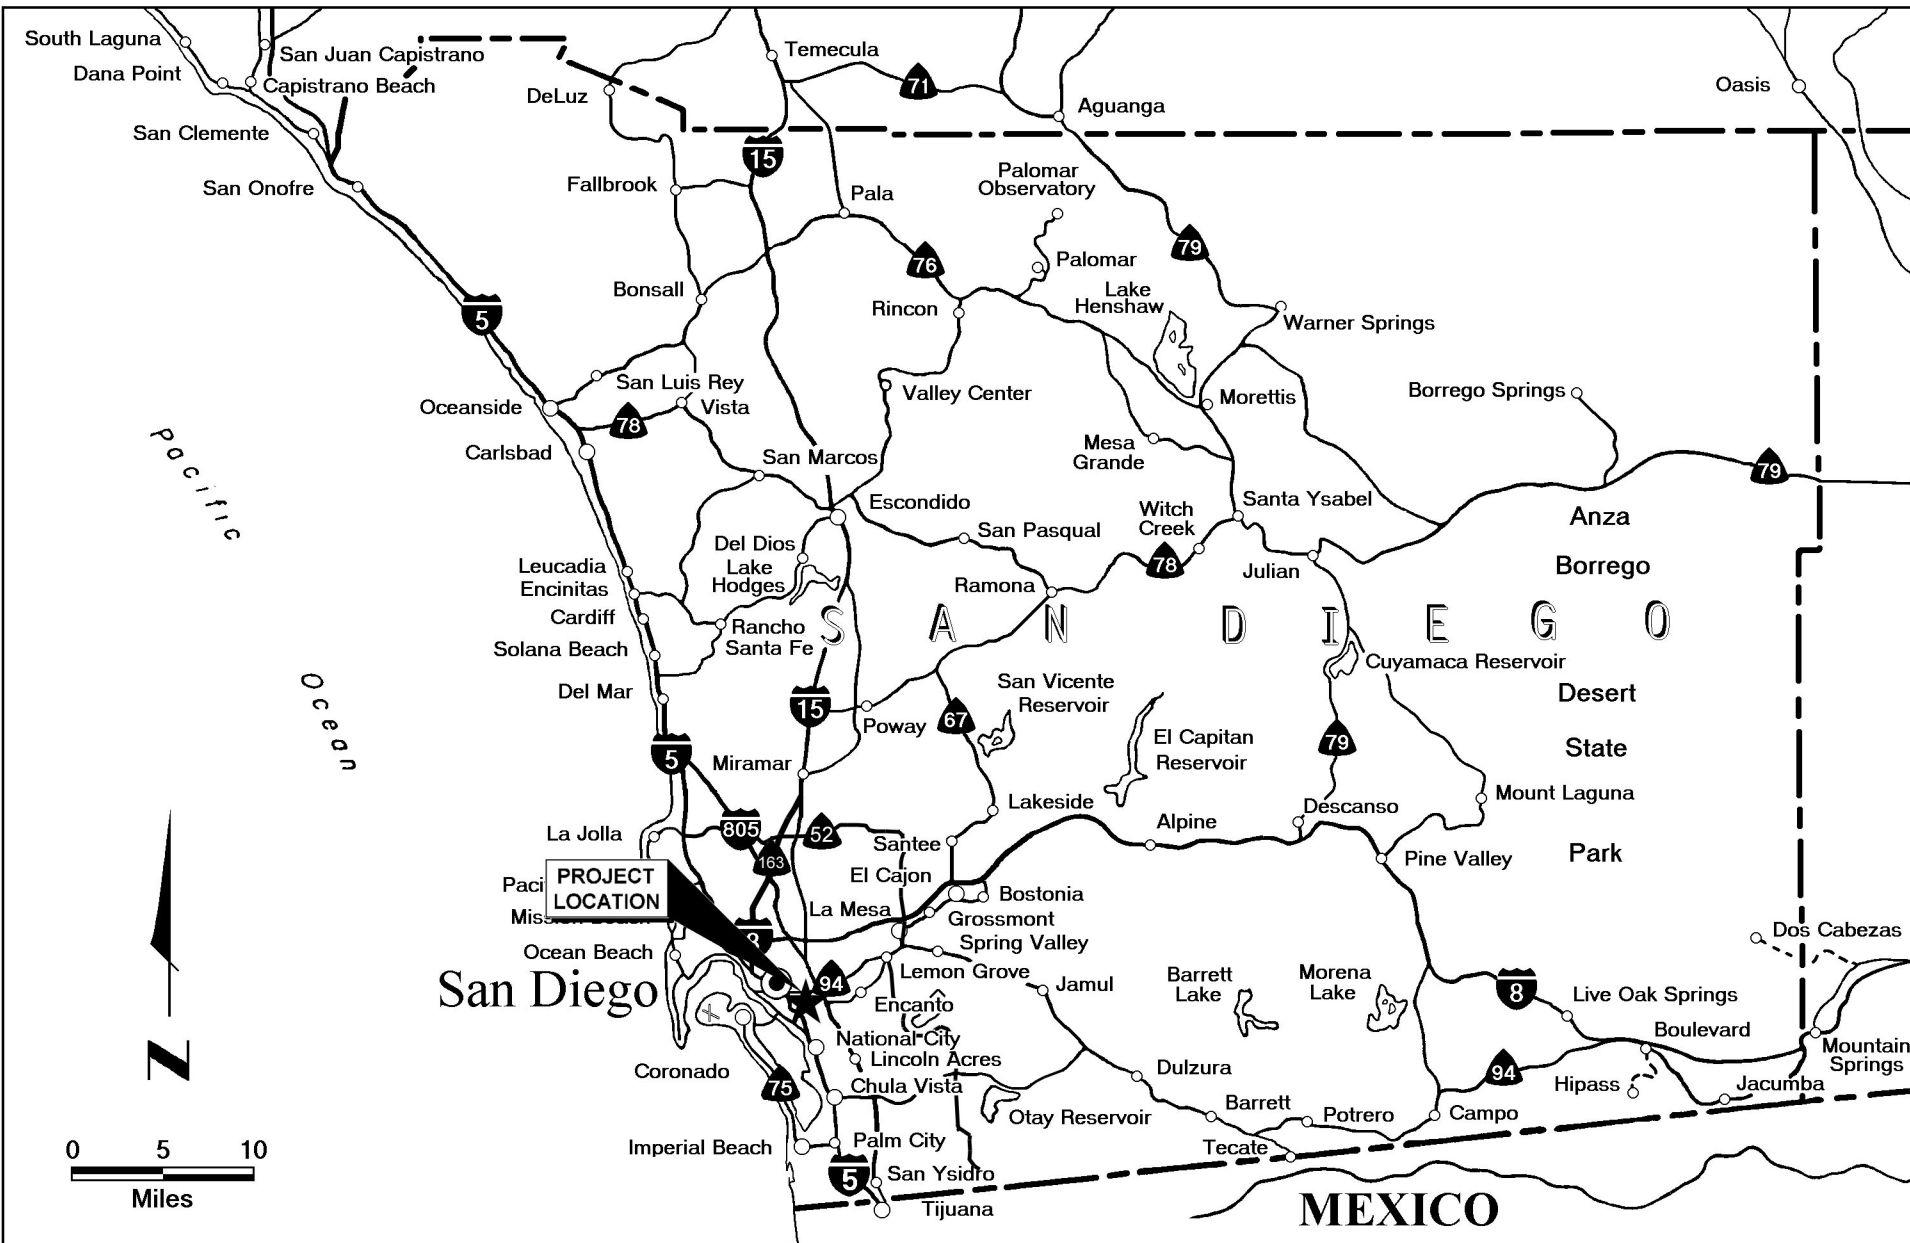 South Laguna
San Juan Capistrano
Dana Point
Capistrano Beach
San Clemente
San Onofre
Temecula
71
DeLuz
Aguanga
Oasis
15
Fallbrook
Pala
Palomar
Observatory
79
76
Palomar
Bonsall
Lake
Henshaw
Rincon
5
Warner Springs
San Luis Rey
Valley Center
Borrego Springs
Oceanside
Vista
Morettis
78
Carlsbad
San Marcos
Mesa
Grande
79
Escondido
Santa Ysabel
Witch
Creek
San Pasqual
Anza
Del Dios
Lake
Hodges
Leucadia
Encinitas
78
Julian
Borrego
Ramona
Cardiff
Rancho
Santa Fe
SAN DIEGO
Solana Beach
Cuyamaca Reservoir
Del Mar
San Vicente
Reservoir
Desert
15
Poway
67
El Capitan
Reservoir
79
State
5
Miramar
Mount Laguna
Lakeside
Descanso
La Jolla
805
52
Alpine
Santee
163
Pine Valley
Park
El Cajon
PROJECT
LOCATION
Bostonia
La Mesa
Grossmont
8
Ocean Beach
Spring Valley
Dos Cabezas
San Diego
94
Lemon Grove
Jamul
Barrett
Lake
Morena
Lake
8
Live Oak Springs
Encanto
National City
Boulevard
Lincoln Acres
Mountain
Springs
Coronado
75
Chula Vista
Dulzura
94
Hipass
Jacumba
Otay Reservoir
Barrett
Potrero
Campo
Imperial Beach
Palm City
Tecate
5
San Ysidro
Tijuana
MEXICO
Pacific
Ocean
N
0 5 10
Miles